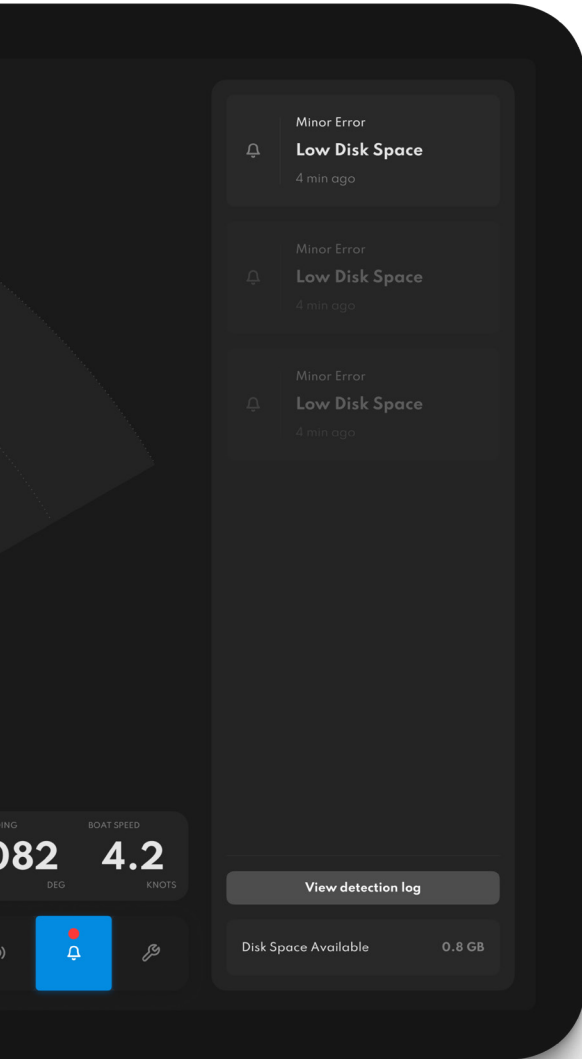 Minor Error
Low Disk Space
4 min ago
Minor Error
Low Disk Space
4 min ago
Minor Error
Low Disk Space
4 min ago
BOAT SPEED
082 4.2
DEG KNOTS
View detection log
Disk Space Available 0.8 GB